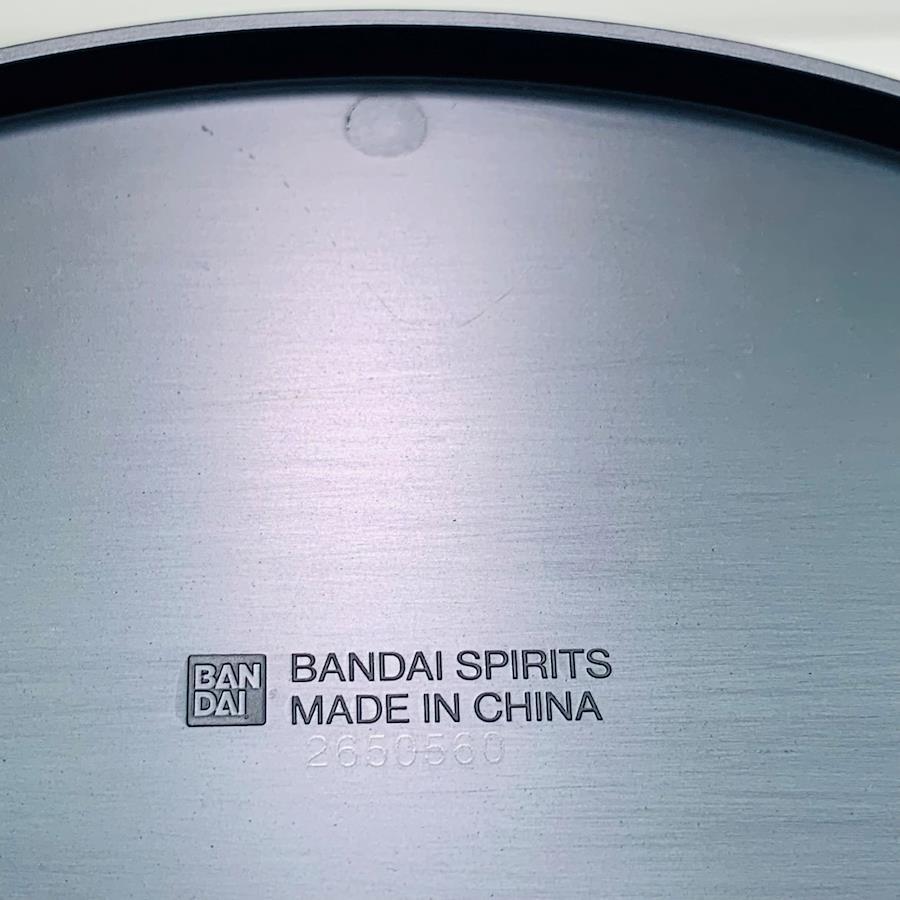 BAN
DAI
BANDAI SPIRITS
MADE IN CHINA
2650560